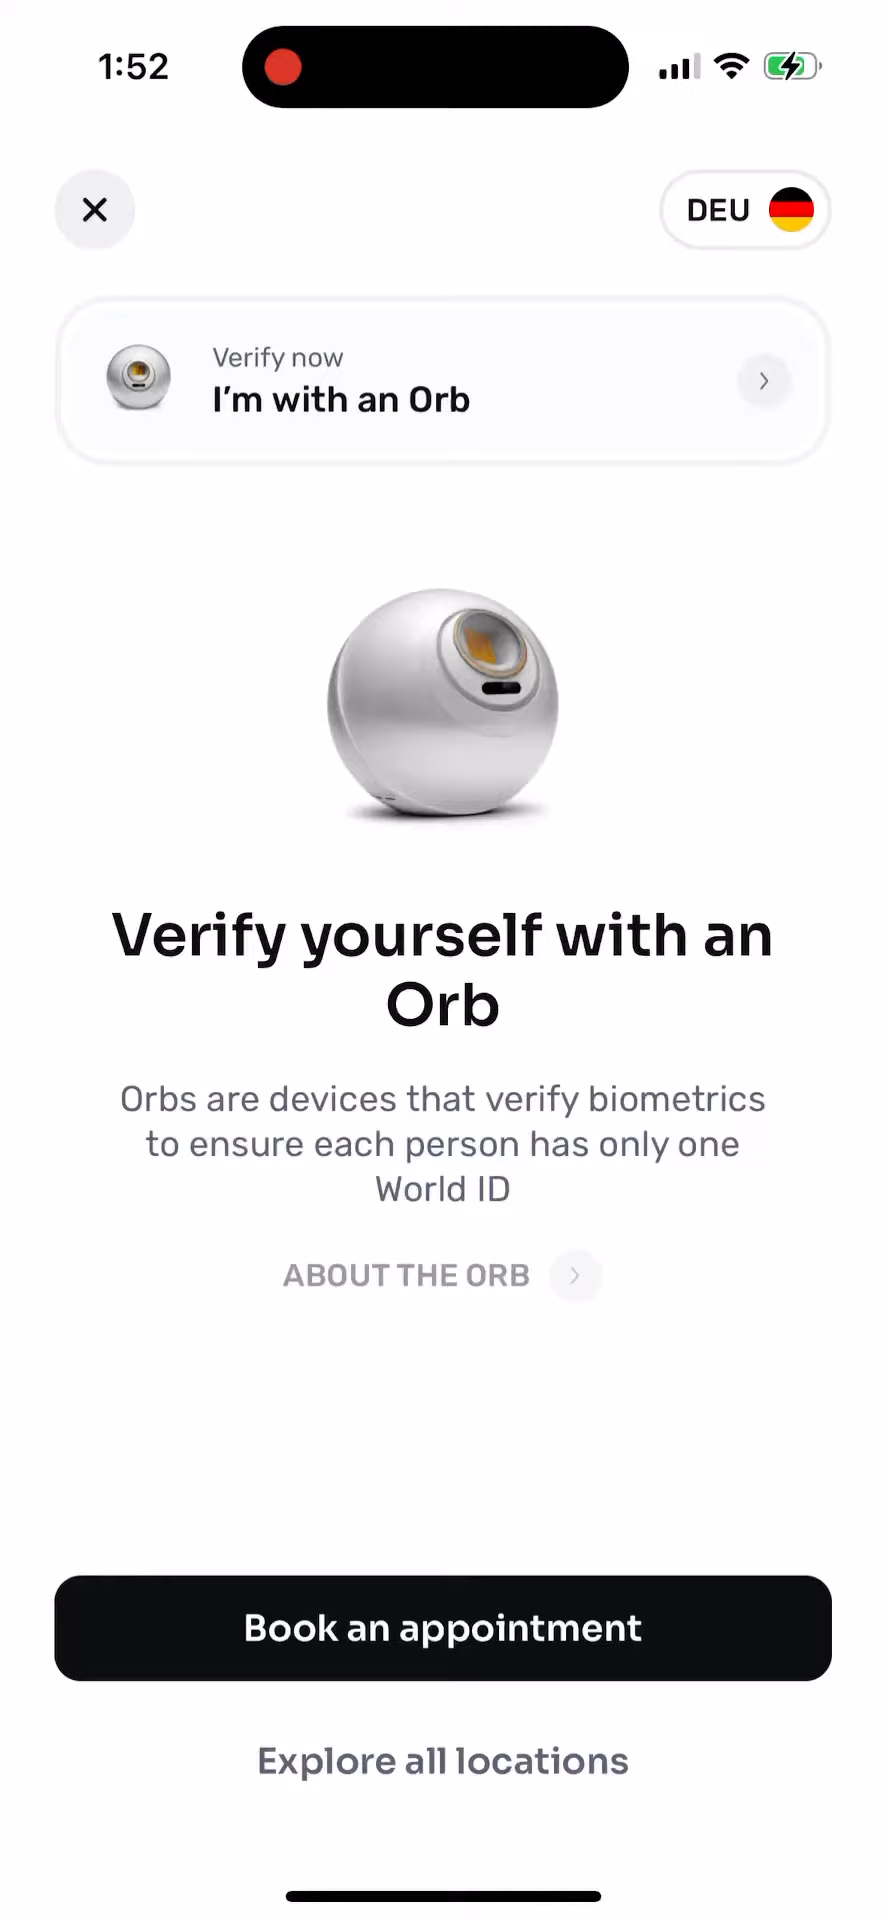 1:52
DEU
Verify now
I'm with an Orb
Verify yourself with an
Orb
Orbs are devices that verify biometrics
to ensure each person has only one
World ID
ABOUT THE ORB
Book an appointment
Explore all locations